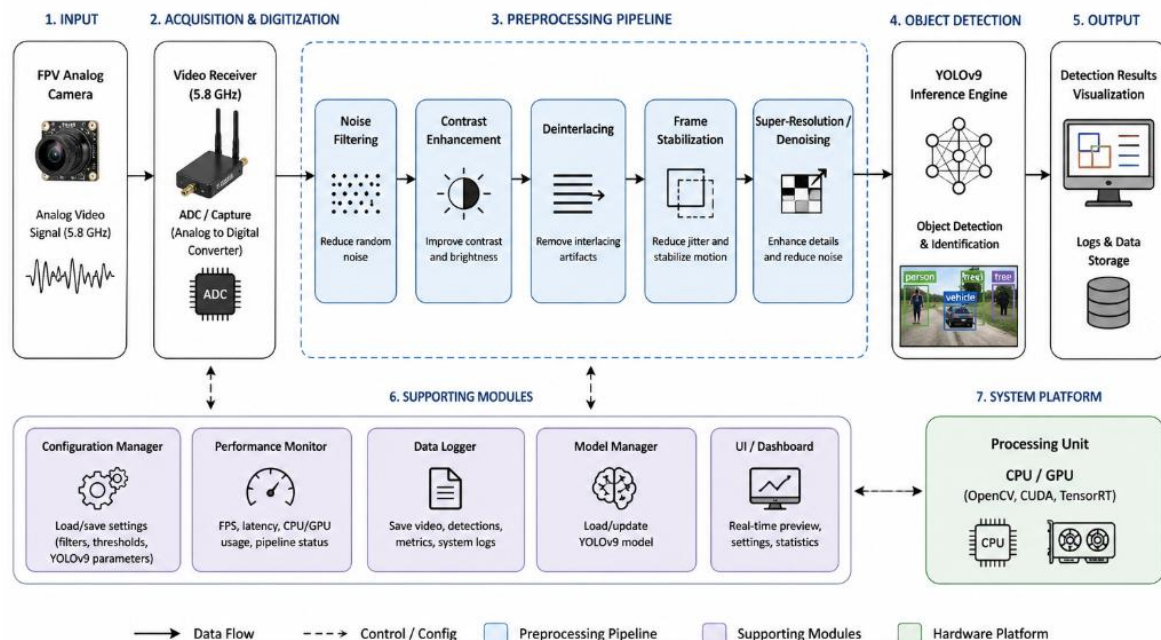 1. INPUT
2. ACQUISITION & DIGITIZATION
3. PREPROCESSING PIPELINE
4. OBJECT DETECTION
5. OUTPUT
FPV Analog
Camera
Analog Video
Signal (5.8 GHz)
Video Receiver
(5.8 GHz)
ADC / Capture
(Analog to Digital
Converter)
ADC
Noise
Filtering
Reduce random
noise
Contrast
Enhancement
Improve contrast
and brightness
Deinterlacing
Remove interlacing
artifacts
Frame
Stabilization
Reduce jitter and
stabilize motion
Super-Resolution /
Denoising
Enhance details
and reduce noise
YOLOv9
Inference Engine
Object Detection
& Identification
person
free
vehicle
Detection Results
Visualization
Logs & Data
Storage
6. SUPPORTING MODULES
7. SYSTEM PLATFORM
Configuration Manager
Load/save settings
(filters, thresholds,
YOLOv9 parameters)
Performance Monitor
FPS, latency, CPU/GPU
usage, pipeline status
Data Logger
Save video, detections,
metrics, system logs
Model Manager
Load/update
YOLOv9 model
UI / Dashboard
Real-time preview,
settings, statistics
Processing Unit
CPU / GPU
(OpenCV, CUDA, TensorRT)
CPU
Data Flow
Control / Config
Preprocessing Pipeline
Supporting Modules
Hardware Platform